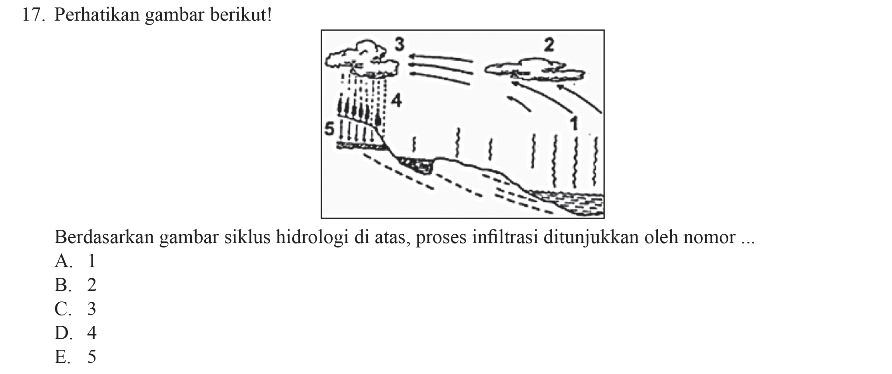 17. Perhatikan gambar berikut!
3
2
4
1
5
Berdasarkan gambar siklus hidrologi di atas, proses infiltrasi ditunjukkan oleh nomor ...
A. 1
B. 2
C. 3
D. 4
E. 5